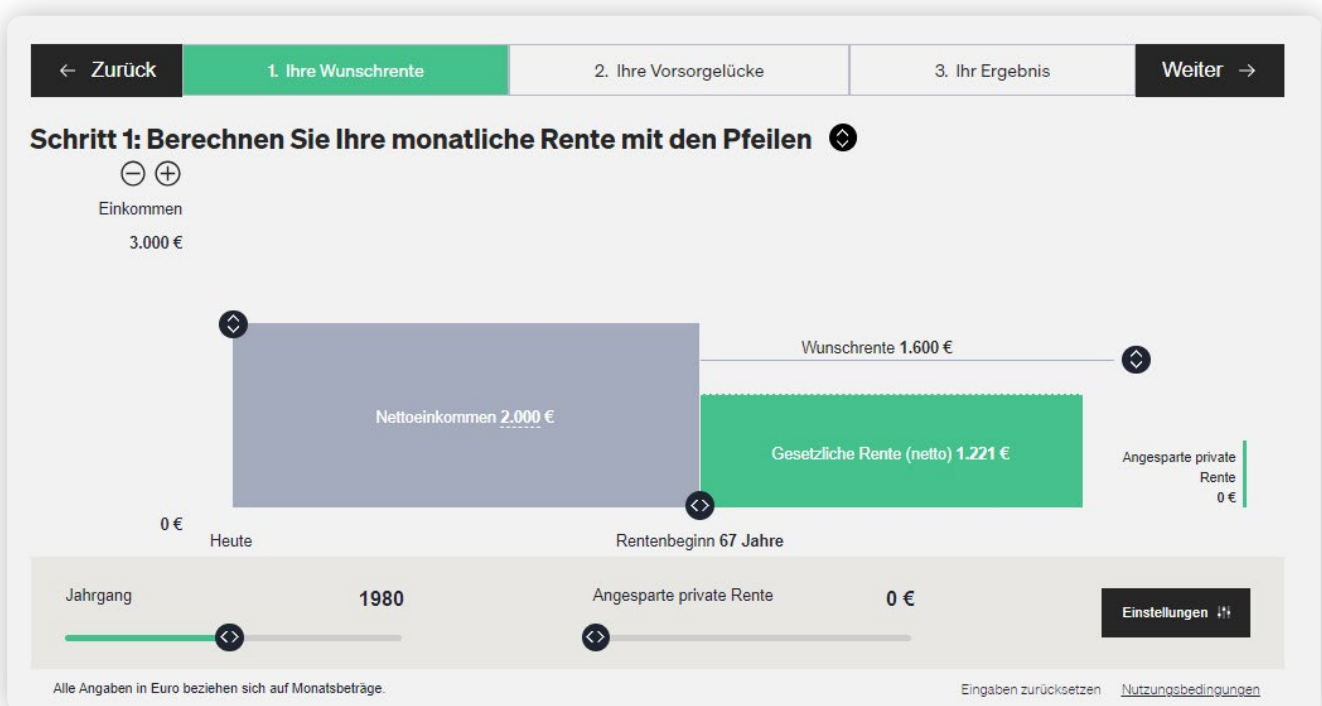 ← Zurück
1. Ihre Wunschrente
2. Ihre Vorsorgelücke
3. Ihr Ergebnis
Weiter →
Schritt 1: Berechnen Sie Ihre monatliche Rente mit den Pfeilen
Einkommen
3.000 €
Wunschrente 1.600 €
Nettoeinkommen 2.000 €
Gesetzliche Rente (netto) 1.221 €
Angesparte private
Rente
0 €
0 €
Heute
Rentenbeginn 67 Jahre
Jahrgang
1980
Angesparte private Rente
0 €
Einstellungen
Alle Angaben in Euro beziehen sich auf Monatsbeträge.
Eingaben zurücksetzen
Nutzungsbedingungen